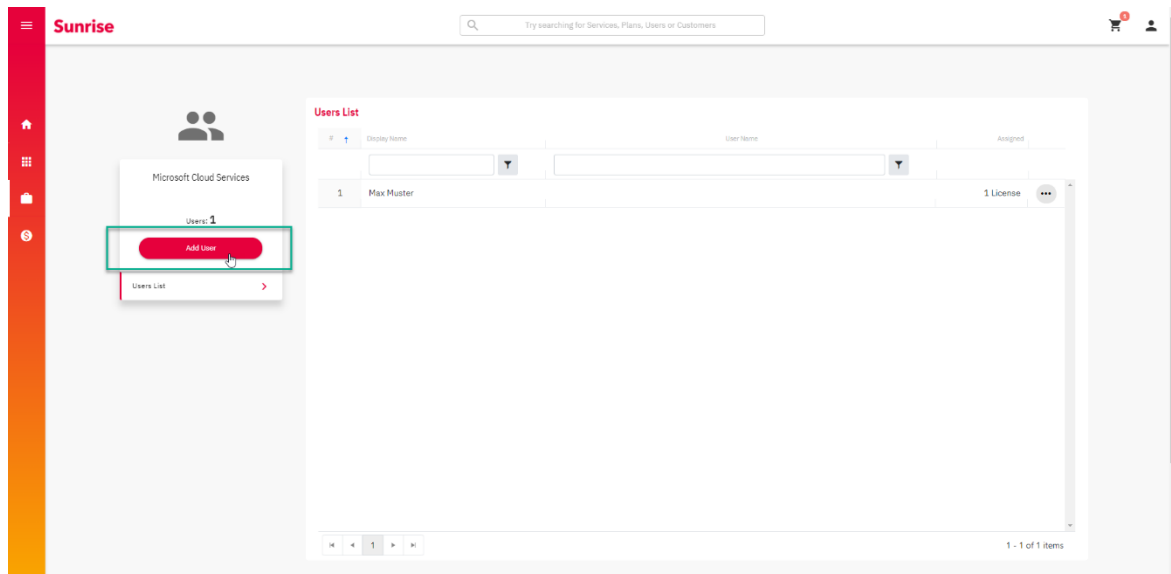 Sunrise
Try searching for Services, Plans, Users or Customers
Microsoft Cloud Services
Users: 1
Add User
Users List
Users List
# Display Name User Name Assigned
1 Max Muster 1 License
1
1 - 1 of 1 items